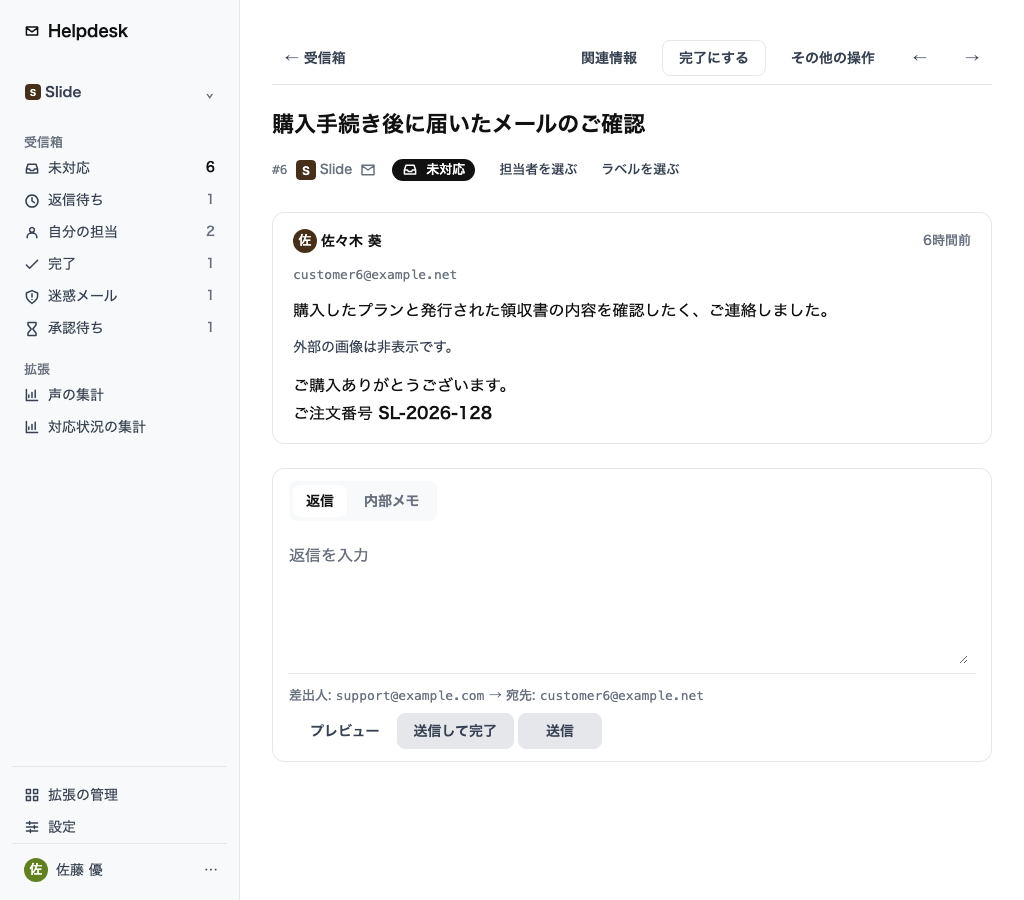 Helpdesk
S Slide
受信箱
未対応 6
返信待ち 1
自分の担当 2
完了 1
迷惑メール 1
承認待ち 1
拡張
声の集計
対応状況の集計
拡張の管理
設定
佐 佐藤 優 ···
← 受信箱 関連情報 完了にする その他の操作 ← →
購入手続き後に届いたメールのご確認
#6 S Slide 未対応 担当者を選ぶ ラベルを選ぶ
佐 佐々木 葵 6時間前
customer6@example.net
購入したプランと発行された領収書の内容を確認したく、ご連絡しました。
外部の画像は非表示です。
ご購入ありがとうございます。
ご注文番号 SL-2026-128
返信 内部メモ
返信を入力
差出人: support@example.com → 宛先: customer6@example.net
プレビュー 送信して完了 送信